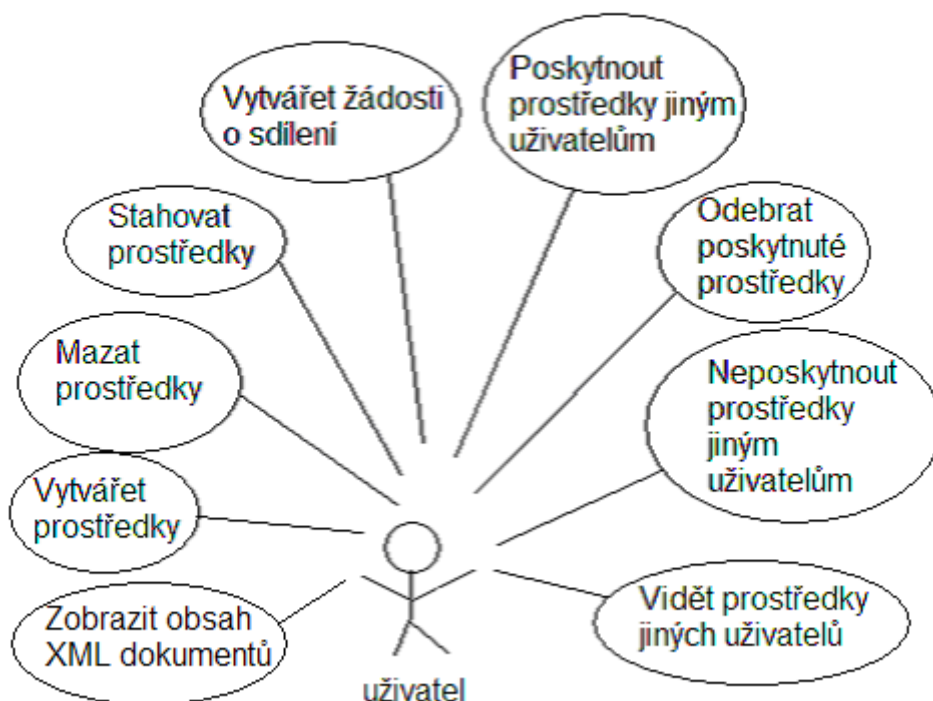 Vytvářet žádosti
o sdílení
Poskytnout
prostředky jiným
uživatelům
Stahovat
prostředky
Odebrat
poskytnuté
prostředky
Mazat
prostředky
Neposkytnout
prostředky
jiným
uživatelům
Vytvářet
prostředky
Zobrazit obsah
XML dokumentů
Vidět prostředky
jiných uživatelů
uživatel